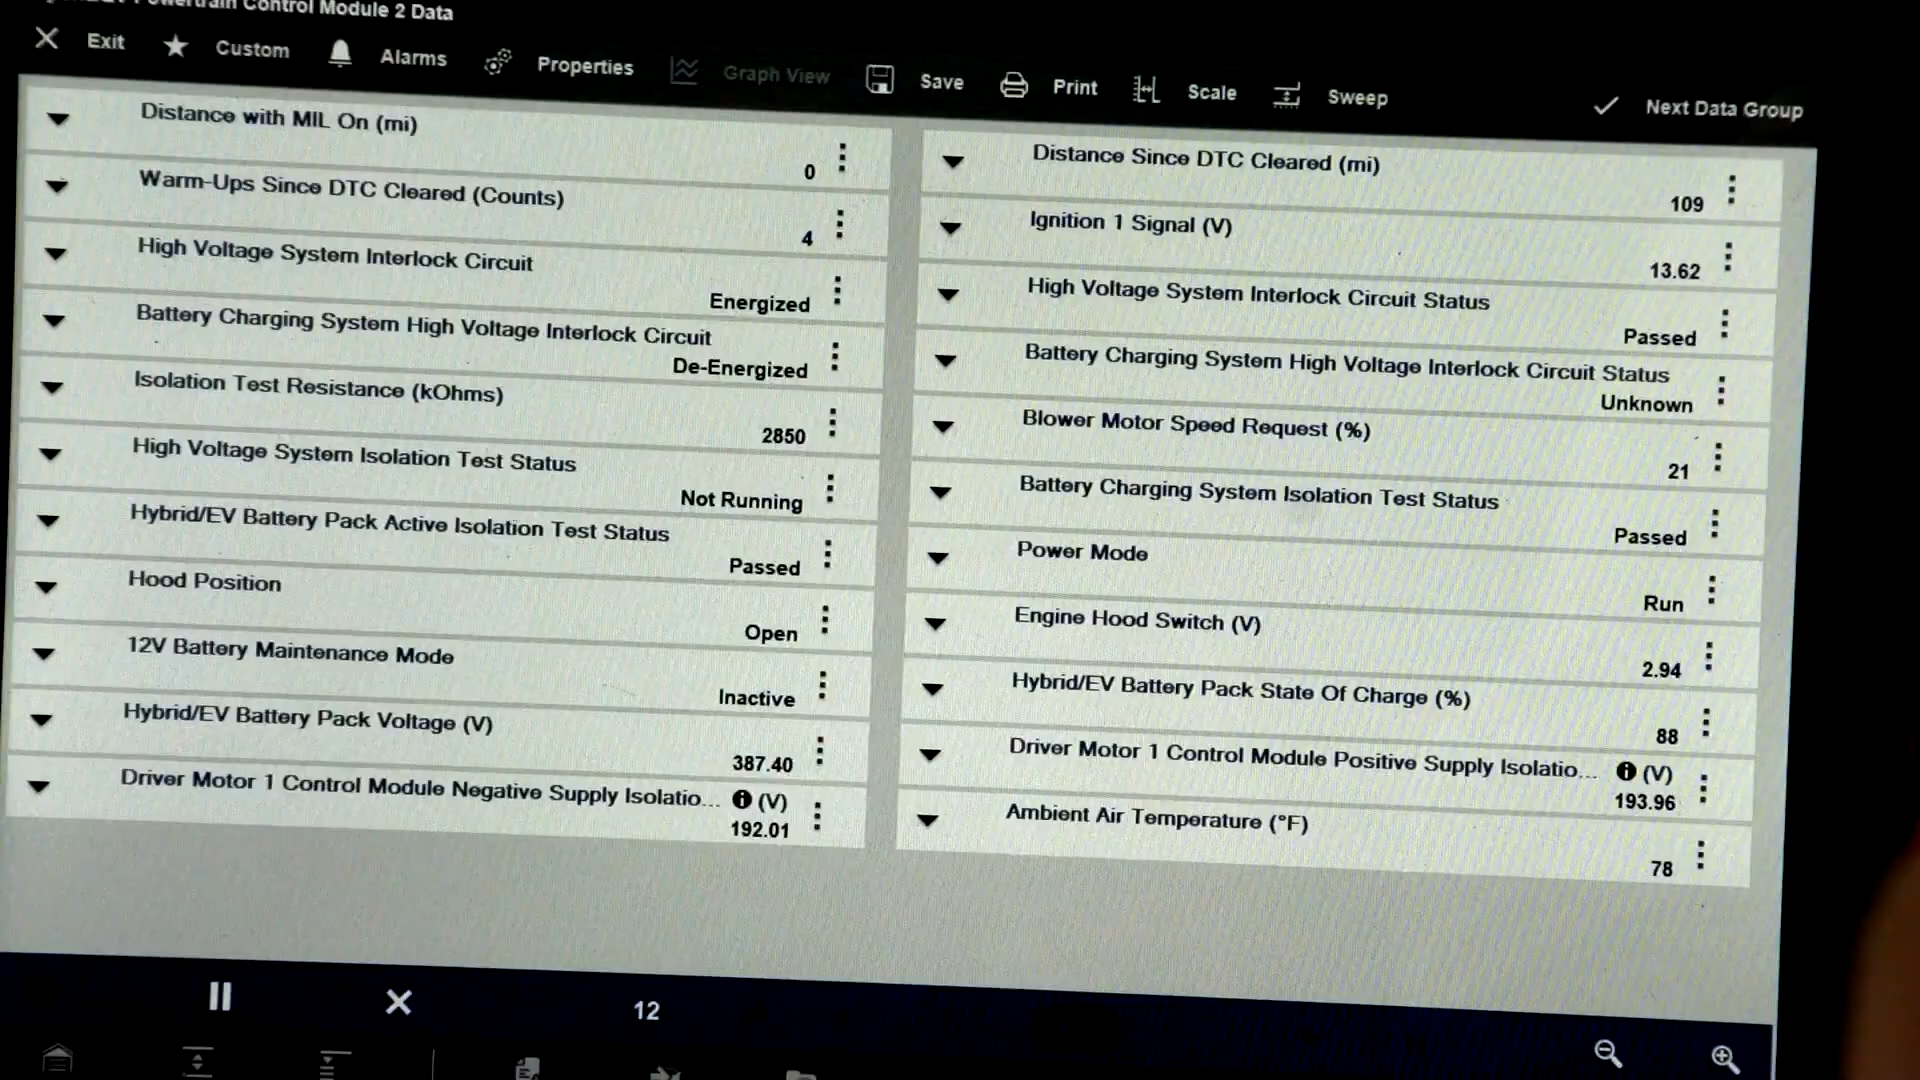 Powertrain Control Module 2 Data
Exit Custom Alarms Properties Graph View Save Print Scale Sweep Next Data Group
Distance with MIL On (mi)
0
Warm-Ups Since DTC Cleared (Counts)
4
High Voltage System Interlock Circuit
Energized
Battery Charging System High Voltage Interlock Circuit
De-Energized
Isolation Test Resistance (kOhms)
2850
High Voltage System Isolation Test Status
Not Running
Hybrid/EV Battery Pack Active Isolation Test Status
Passed
Hood Position
Open
12V Battery Maintenance Mode
Inactive
Hybrid/EV Battery Pack Voltage (V)
387.40
Driver Motor 1 Control Module Negative Supply Isolatio... (V)
192.01
Distance Since DTC Cleared (mi)
109
Ignition 1 Signal (V)
13.62
High Voltage System Interlock Circuit Status
Passed
Battery Charging System High Voltage Interlock Circuit Status
Unknown
Blower Motor Speed Request (%)
21
Battery Charging System Isolation Test Status
Passed
Power Mode
Run
Engine Hood Switch (V)
2.94
Hybrid/EV Battery Pack State Of Charge (%)
88
Driver Motor 1 Control Module Positive Supply Isolatio... (V)
193.96
Ambient Air Temperature (°F)
78
12